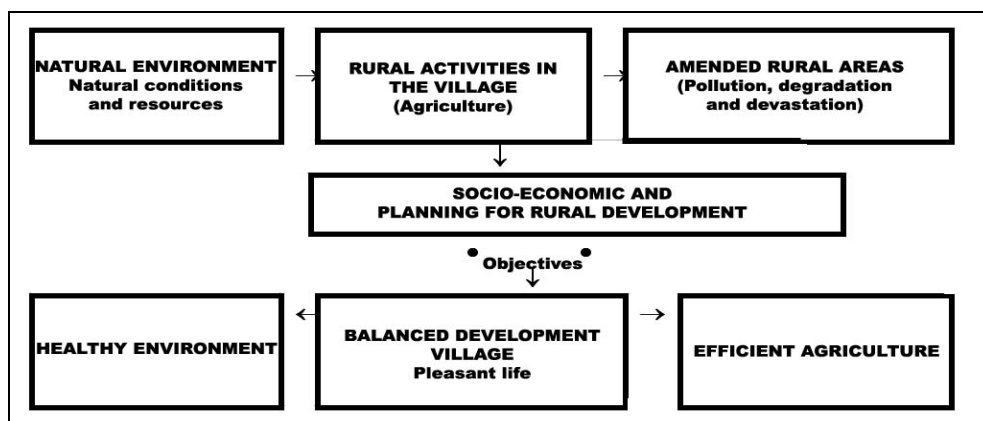 NATURAL ENVIRONMENT
Natural conditions
and resources
RURAL ACTIVITIES IN
THE VILLAGE
(Agriculture)
AMENDED RURAL AREAS
(Pollution, degradation
and devastation)
SOCIO-ECONOMIC AND
PLANNING FOR RURAL DEVELOPMENT
Objectives
HEALTHY ENVIRONMENT
BALANCED DEVELOPMENT
VILLAGE
Pleasant life
EFFICIENT AGRICULTURE